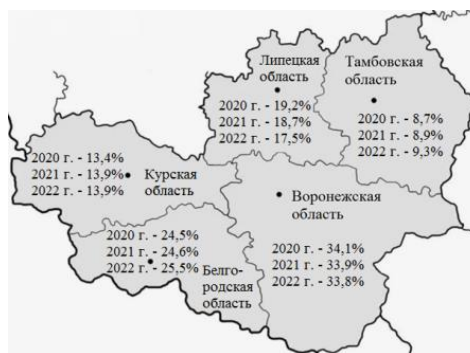 Липецкая
область
2020 г. - 19,2%
2021 г. - 18,7%
2022 г. - 17,5%
Тамбовская
область
2020 г. - 8,7%
2021 г. - 8,9%
2022 г. - 9,3%
2020 г. - 13,4%
2021 г. - 13,9%
2022 г. - 13,9%
Курская
область
Воронежская
область
2020 г. - 34,1%
2021 г. - 33,9%
2022 г. - 33,8%
2020 г. - 24,5%
2021 г. - 24,6%
2022 г. - 25,5%
Белго-
родская
область